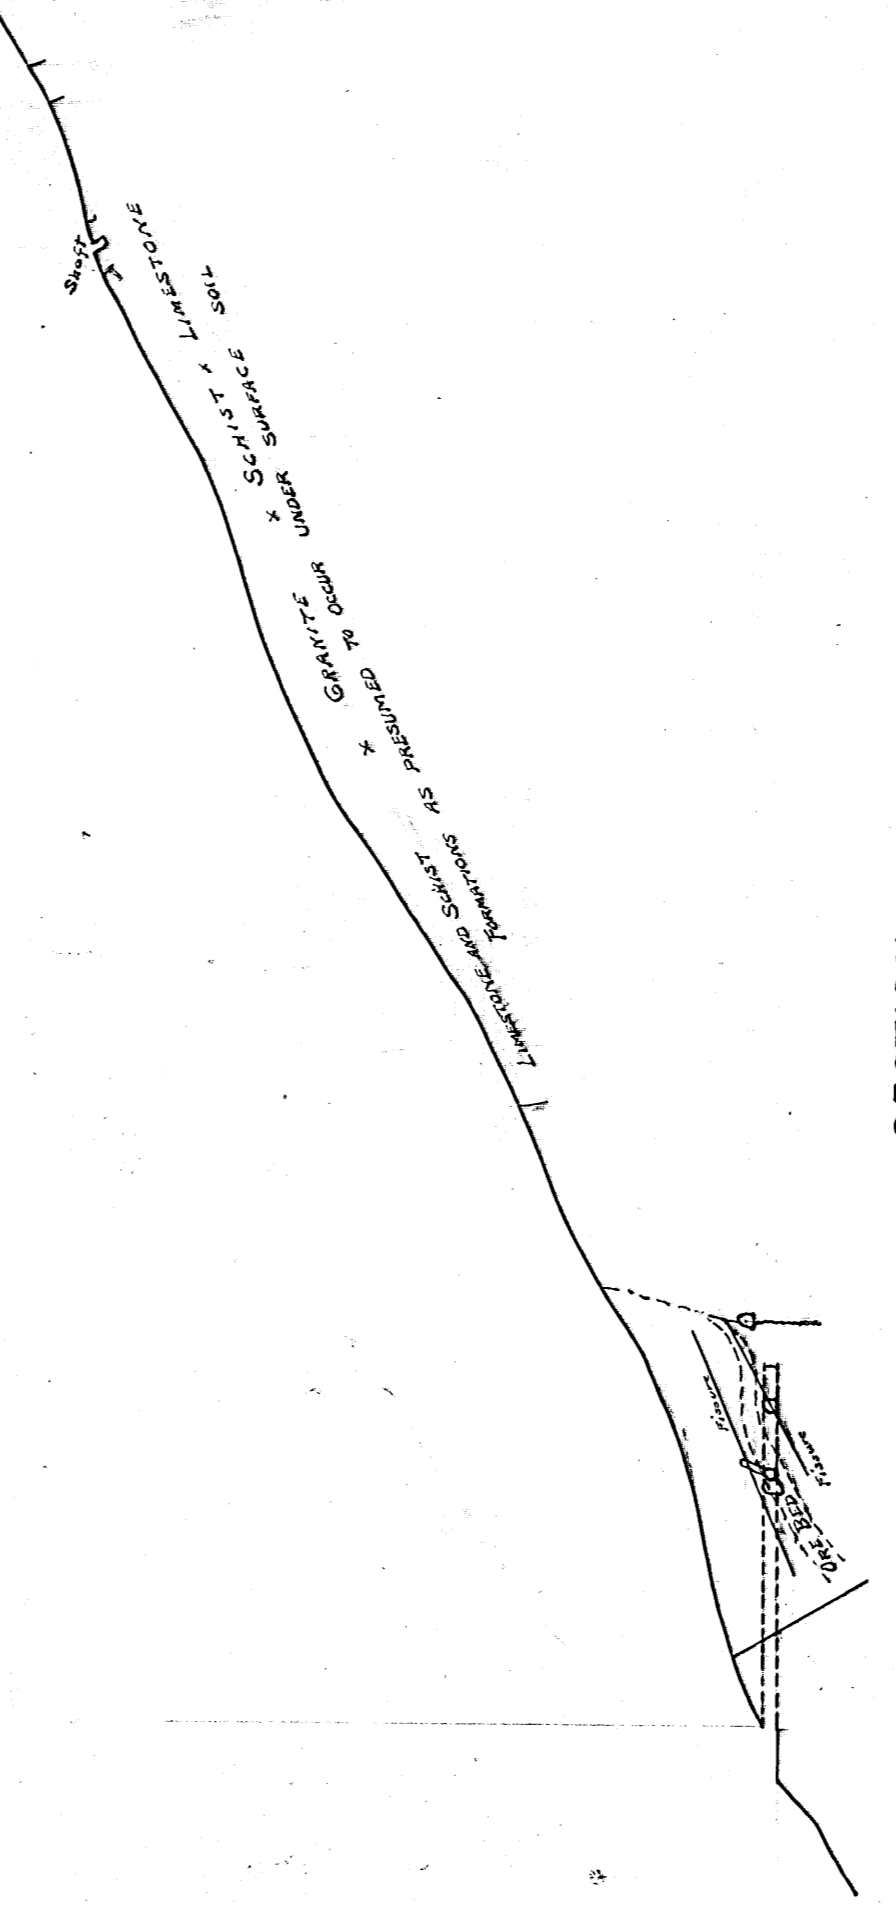 Shaft
LIMESTONE AND SCHIST × GRANITE × SCHIST × LIMESTONE
FORMATIONS AS PRESUMED TO OCCUR UNDER SURFACE SOIL
Fissure
Fissure
ORE BED